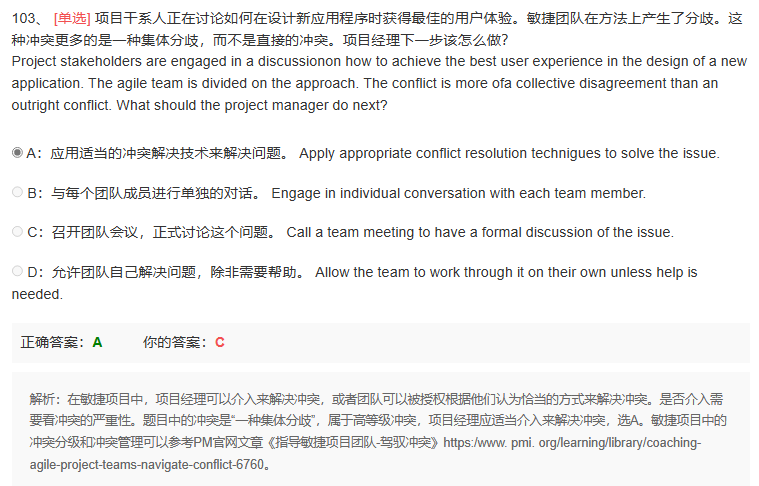 103、 [单选] 项目干系人正在讨论如何在设计新应用程序时获得最佳的用户体验。敏捷团队在方法上产生了分歧。这
种冲突更多的是一种集体分歧，而不是直接的冲突。项目经理下一步该怎么做?
Project stakeholders are engaged in a discussionon how to achieve the best user experience in the design of a new
application. The agile team is divided on the approach. The conflict is more ofa collective disagreement than an
outright conflict. What should the project manager do next?
A：应用适当的冲突解决技术来解决问题。 Apply appropriate conflict resolution technigues to solve the issue.
B：与每个团队成员进行单独的对话。 Engage in individual conversation with each team member.
C：召开团队会议，正式讨论这个问题。 Call a team meeting to have a formal discussion of the issue.
D：允许团队自己解决问题，除非需要帮助。 Allow the team to work through it on their own unless help is
needed.
正确答案：A 你的答案：C
解析：在敏捷项目中，项目经理可以介入来解决冲突，或者团队可以被授权根据他们认为恰当的方式来解决冲突。是否介入需
要看冲突的严重性。题目中的冲突是“一种集体分歧”，属于高等级冲突，项目经理应适当介入来解决冲突，选A。敏捷项目中的
冲突分级和冲突管理可以参考PM官网文章《指导敏捷项目团队-驾驭冲突》https:/www. pmi. org/learning/library/coaching-
agile-project-teams-navigate-conflict-6760。